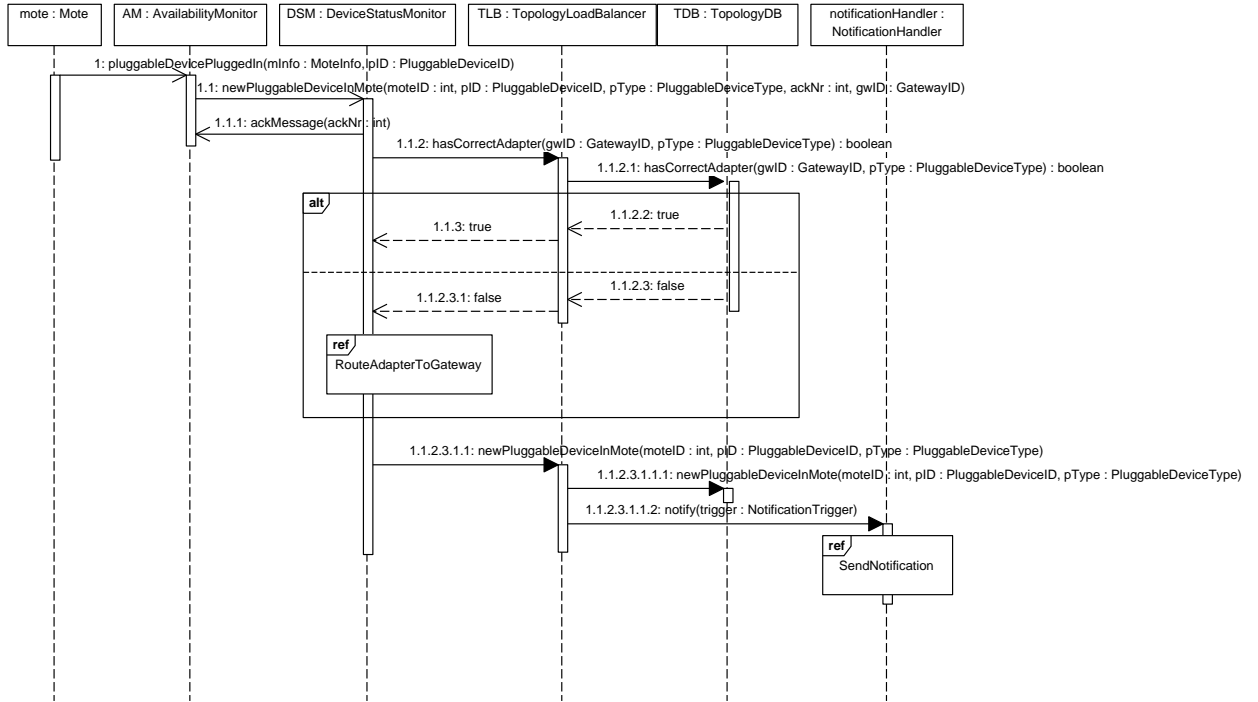 mote : Mote
AM : AvailabilityMonitor
DSM : DeviceStatusMonitor
TLB : TopologyLoadBalancer
TDB : TopologyDB
notificationHandler :
NotificationHandler
1: pluggableDevicePluggedIn(mInfo : MoteInfo, pID : PluggableDeviceID)
1.1: newPluggableDeviceInMote(moteID : int, pID : PluggableDeviceID, pType : PluggableDeviceType, ackNr : int, gwID : GatewayID)
1.1.1: ackMessage(ackNr : int)
1.1.2: hasCorrectAdapter(gwID : GatewayID, pType : PluggableDeviceType) : boolean
1.1.2.1: hasCorrectAdapter(gwID : GatewayID, pType : PluggableDeviceType) : boolean
alt
1.1.2.2: true
1.1.3: true
1.1.2.3: false
1.1.2.3.1: false
ref
RouteAdapterToGateway
1.1.2.3.1.1: newPluggableDeviceInMote(moteID : int, pID : PluggableDeviceID, pType : PluggableDeviceType)
1.1.2.3.1.1.1: newPluggableDeviceInMote(moteID : int, pID : PluggableDeviceID, pType : PluggableDeviceType)
1.1.2.3.1.1.2: notify(trigger : NotificationTrigger)
ref
SendNotification